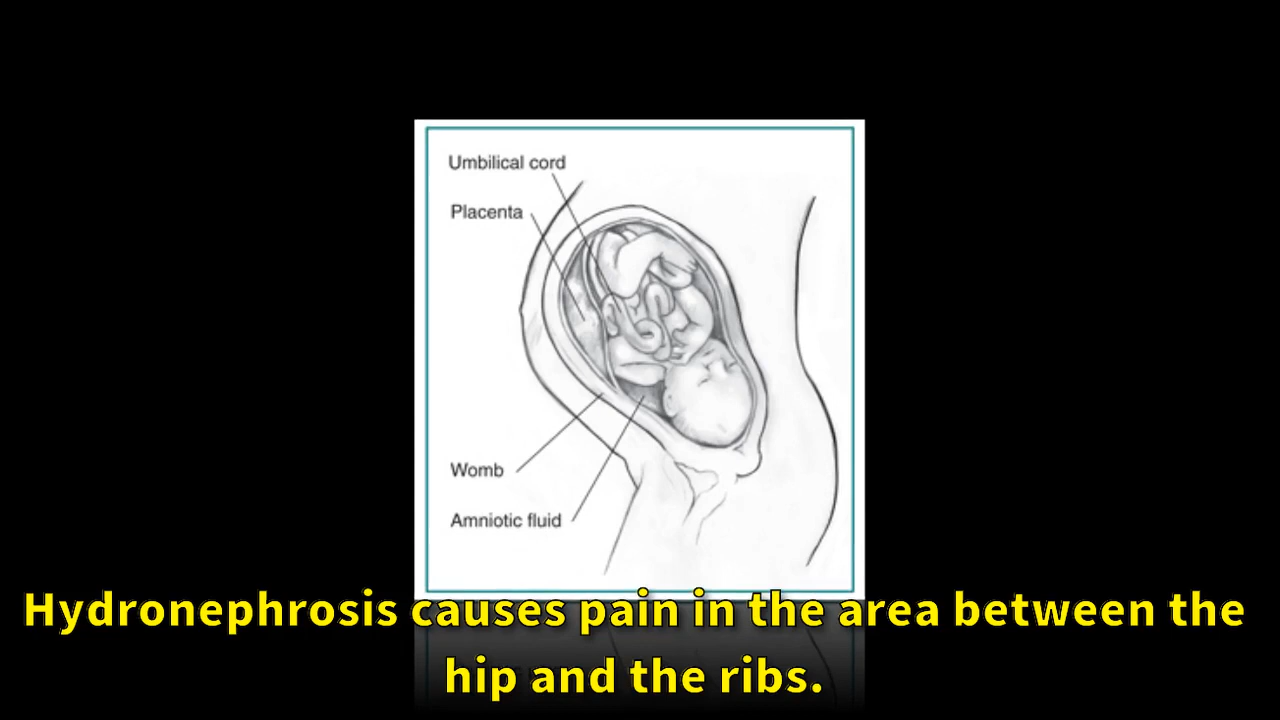 Umbilical cord
Placenta
Womb
Amniotic fluid
Hydronephrosis causes pain in the area between the
hip and the ribs.